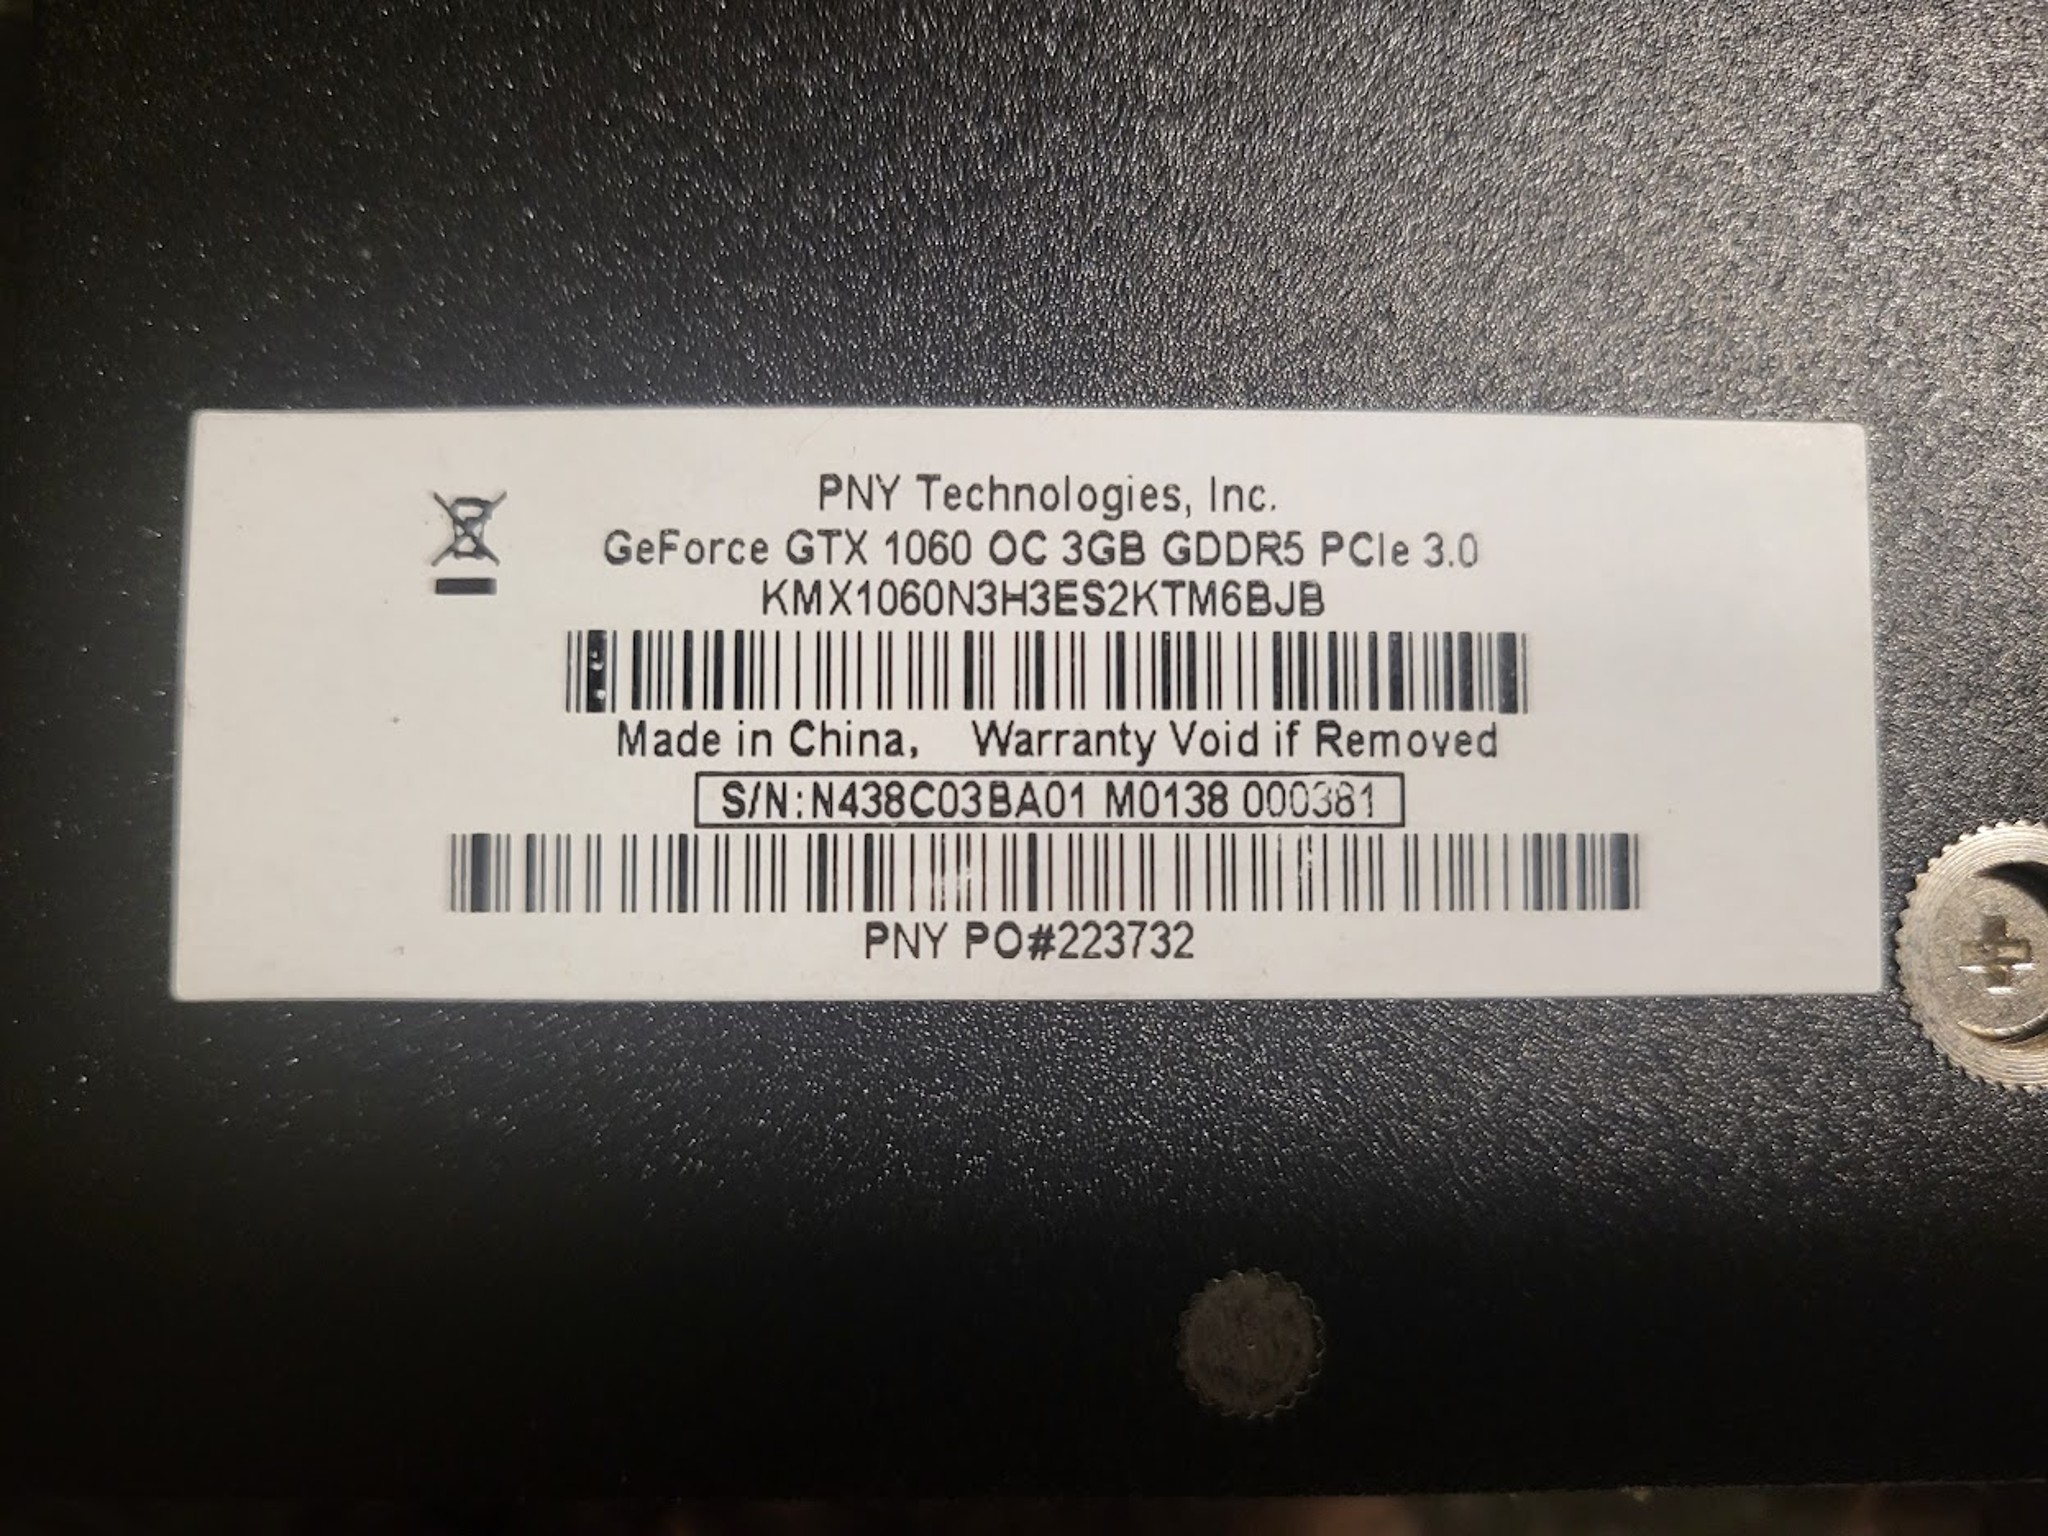 PNY Technologies, Inc.
GeForce GTX 1060 OC 3GB GDDR5 PCIe 3.0
KMX1060N3H3ES2KTM6BJB
Made in China, Warranty Void if Removed
S/N:N438C03BA01 M0138 000381
PNY PO#223732